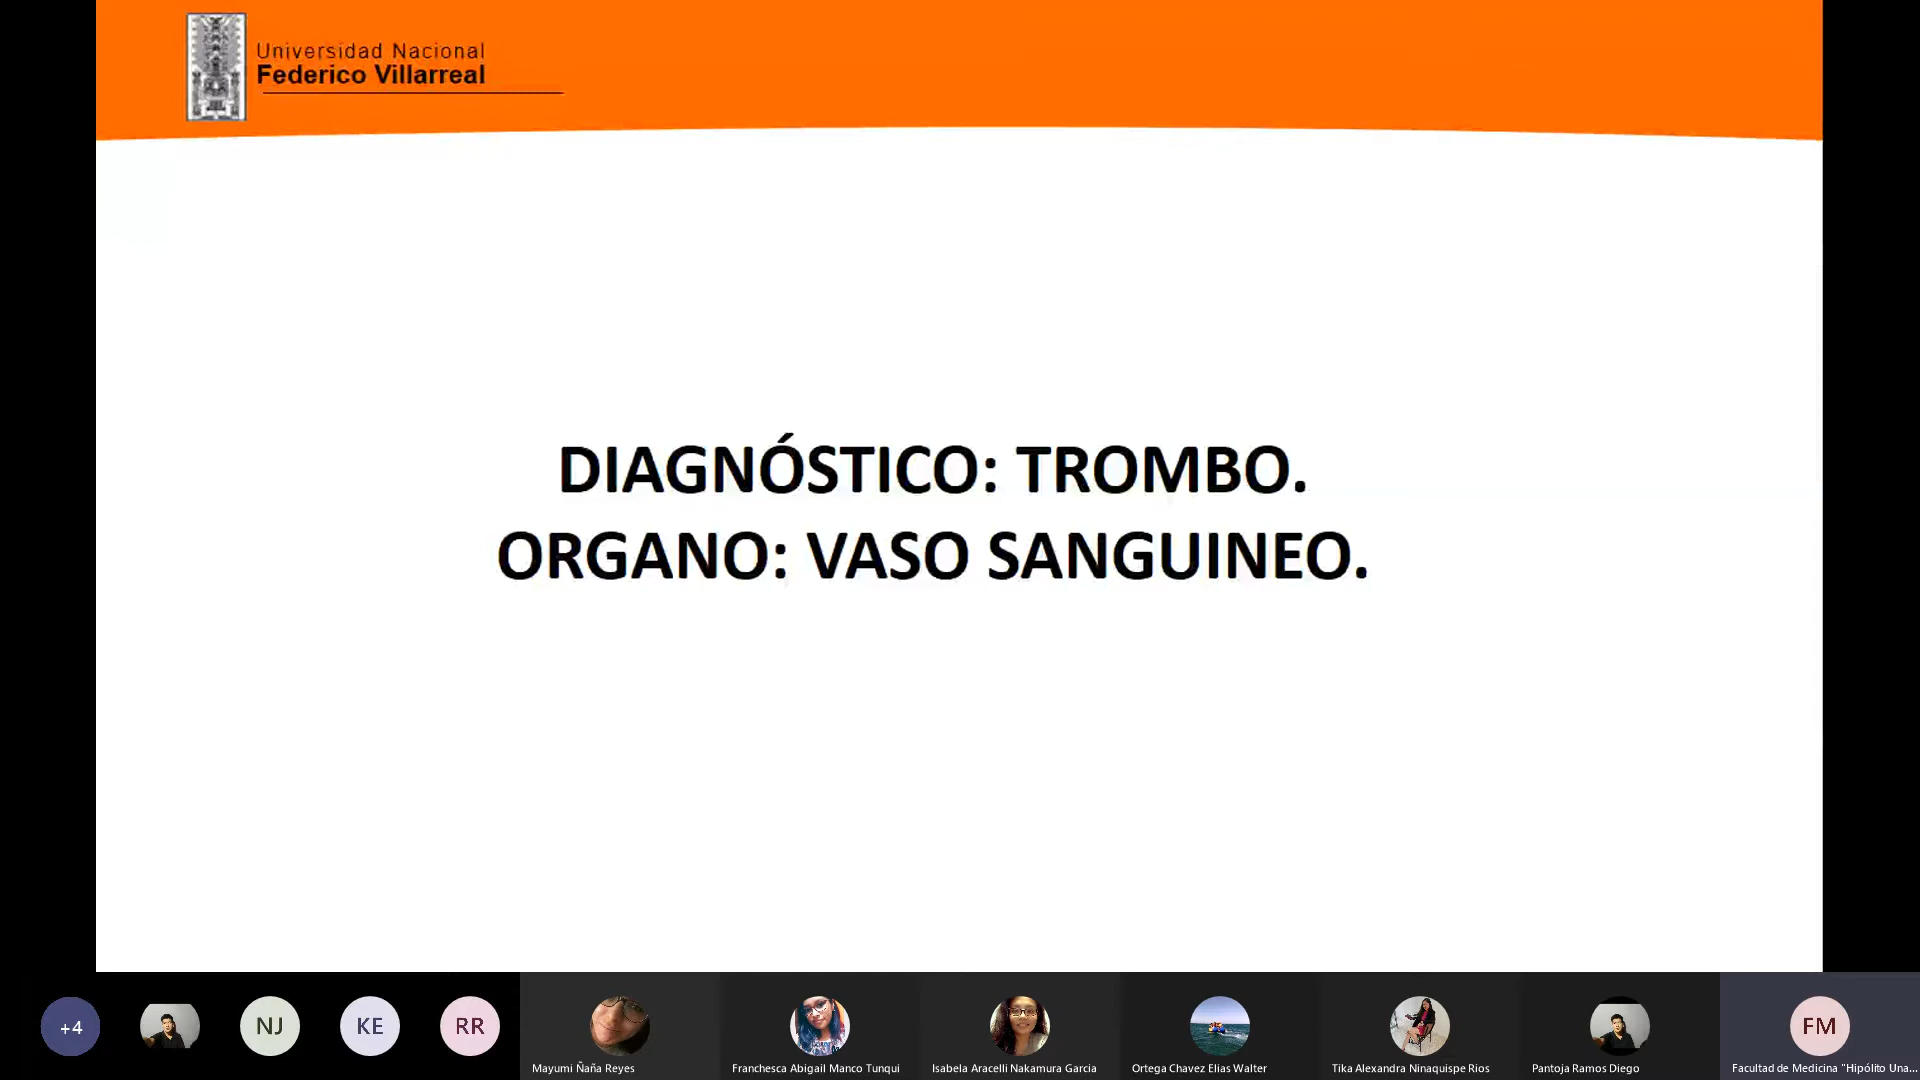 Universidad Nacional
Federico Villarreal
DIAGNÓSTICO: TROMBO.
ORGANO: VASO SANGUINEO.
+4
NJ
KE
RR
FM
Mayumi Ñaña Reyes
Franchesca Abigail Manco Tunqui
Isabela Aracelli Nakamura Garcia
Ortega Chavez Elias Walter
Tika Alexandra Ninaquispe Rios
Pantoja Ramos Diego
Facultad de Medicina "Hipólito Una...